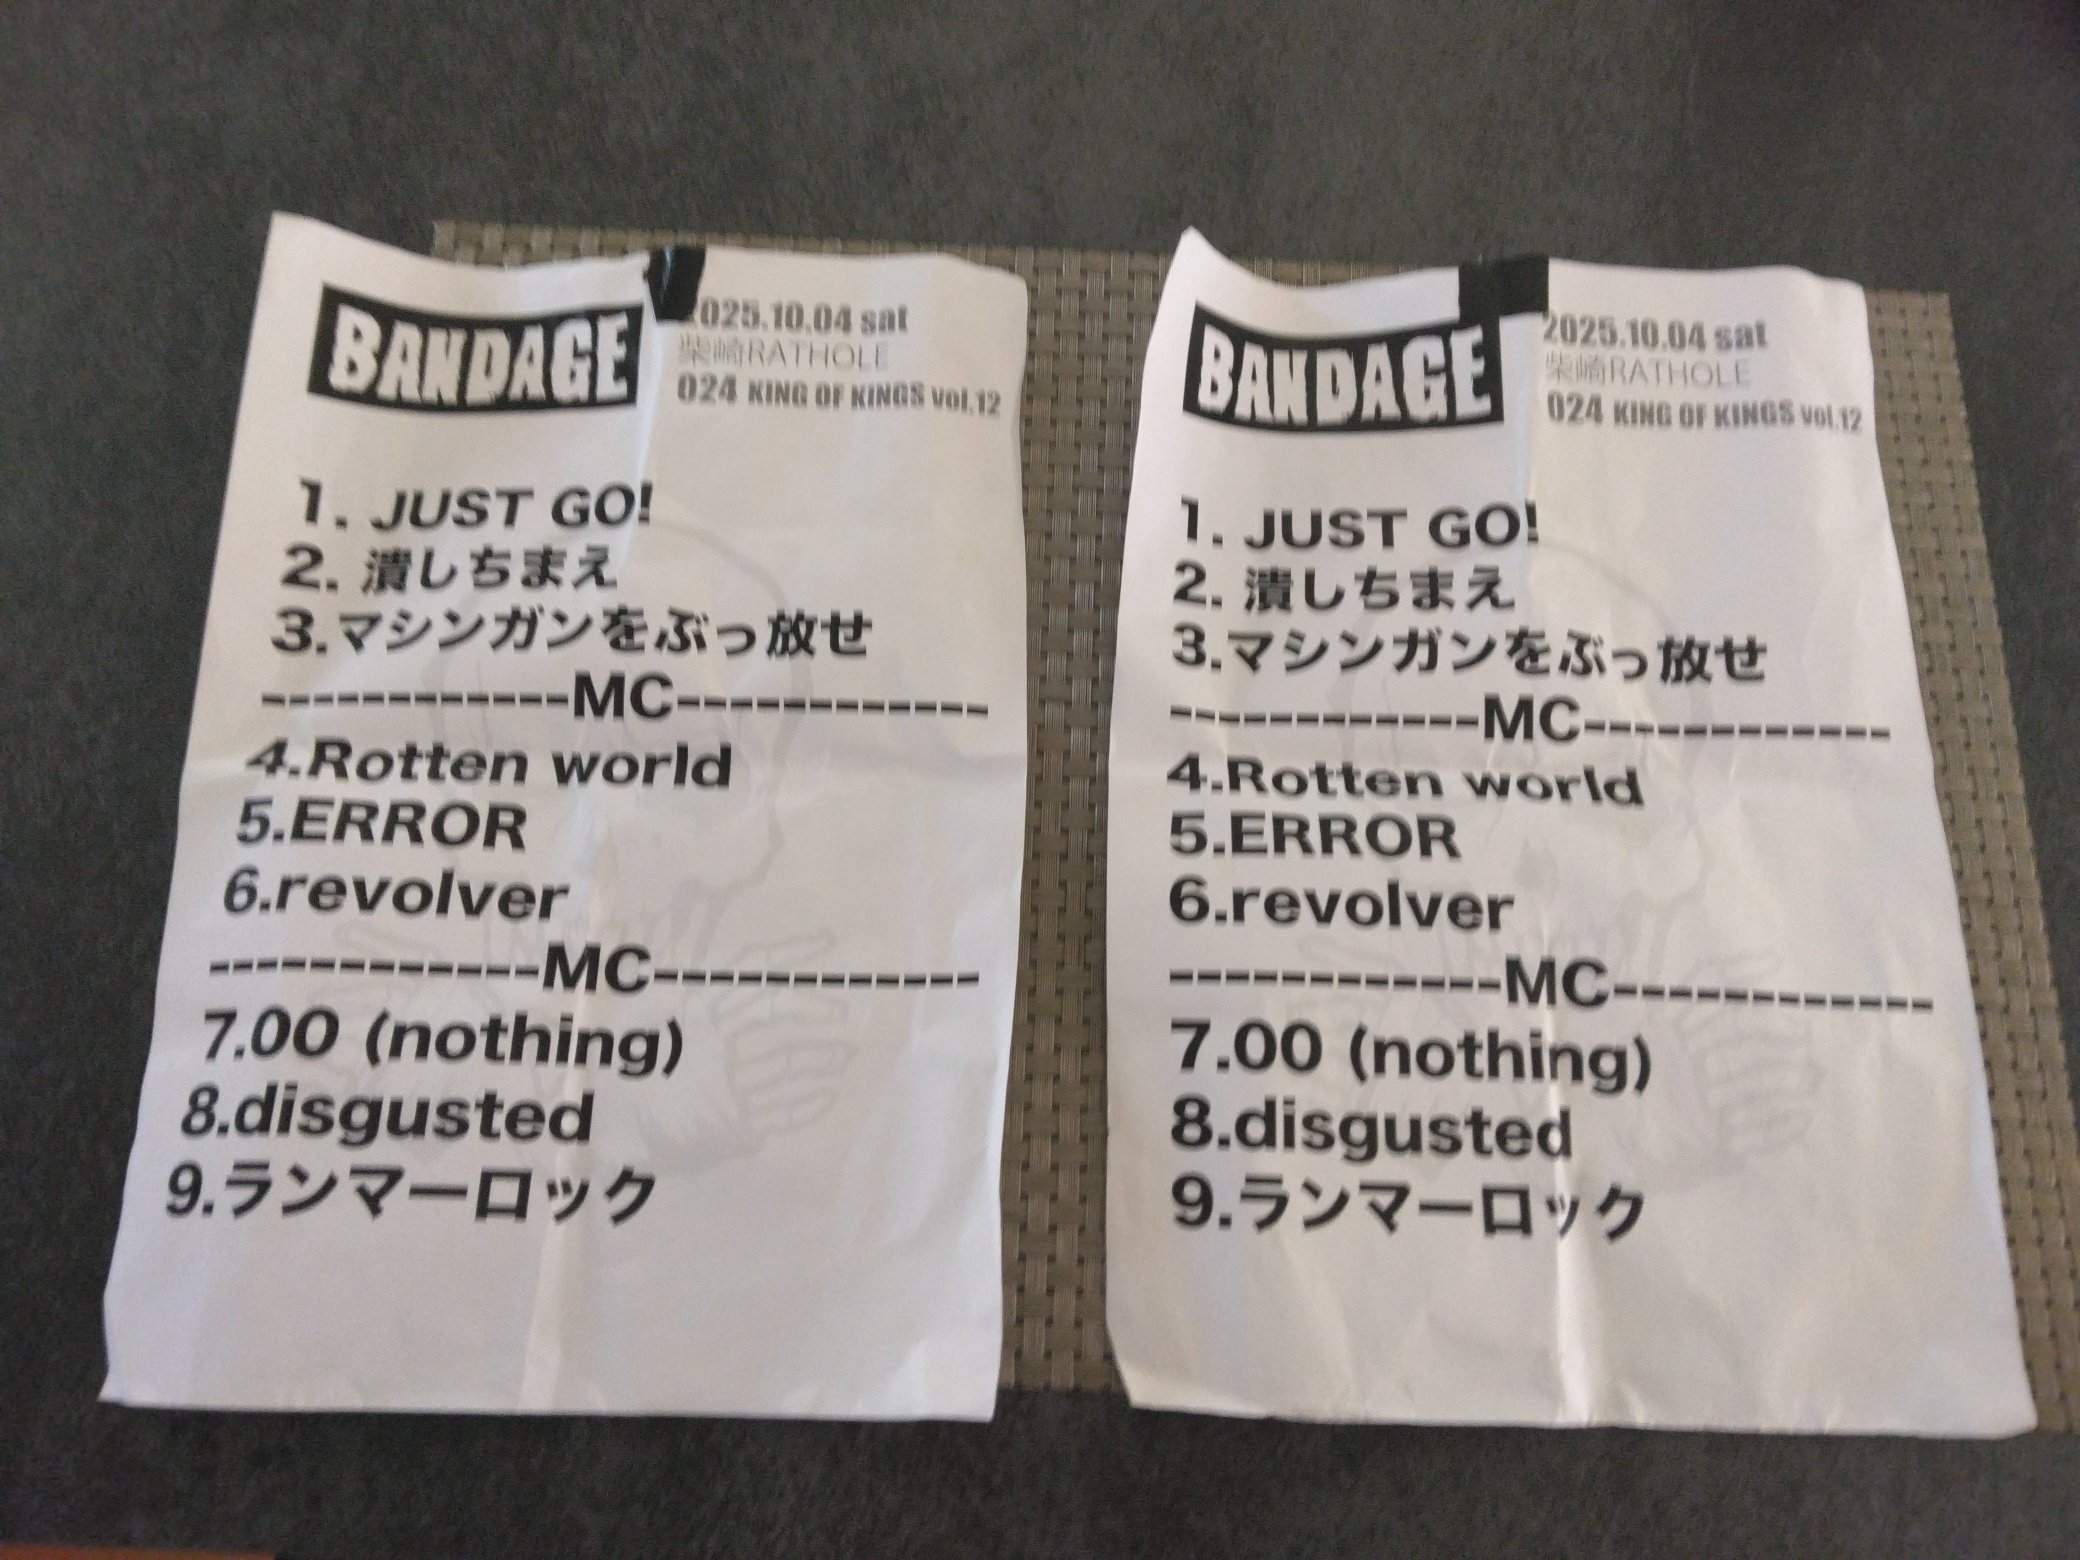 BANDAGE
2025.10.04 sat
柴崎RATHOLE
024 KING OF KINGS vol.12
1. JUST GO!
2. 潰しちまえ
3.マシンガンをぶっ放せ
------------MC------------
4.Rotten world
5.ERROR
6.revolver
------------MC------------
7.00 (nothing)
8.disgusted
9.ランマーロック
BANDAGE
2025.10.04 sat
柴崎RATHOLE
024 KING OF KINGS vol.12
1. JUST GO!
2. 潰しちまえ
3.マシンガンをぶっ放せ
------------MC------------
4.Rotten world
5.ERROR
6.revolver
------------MC------------
7.00 (nothing)
8.disgusted
9.ランマーロック